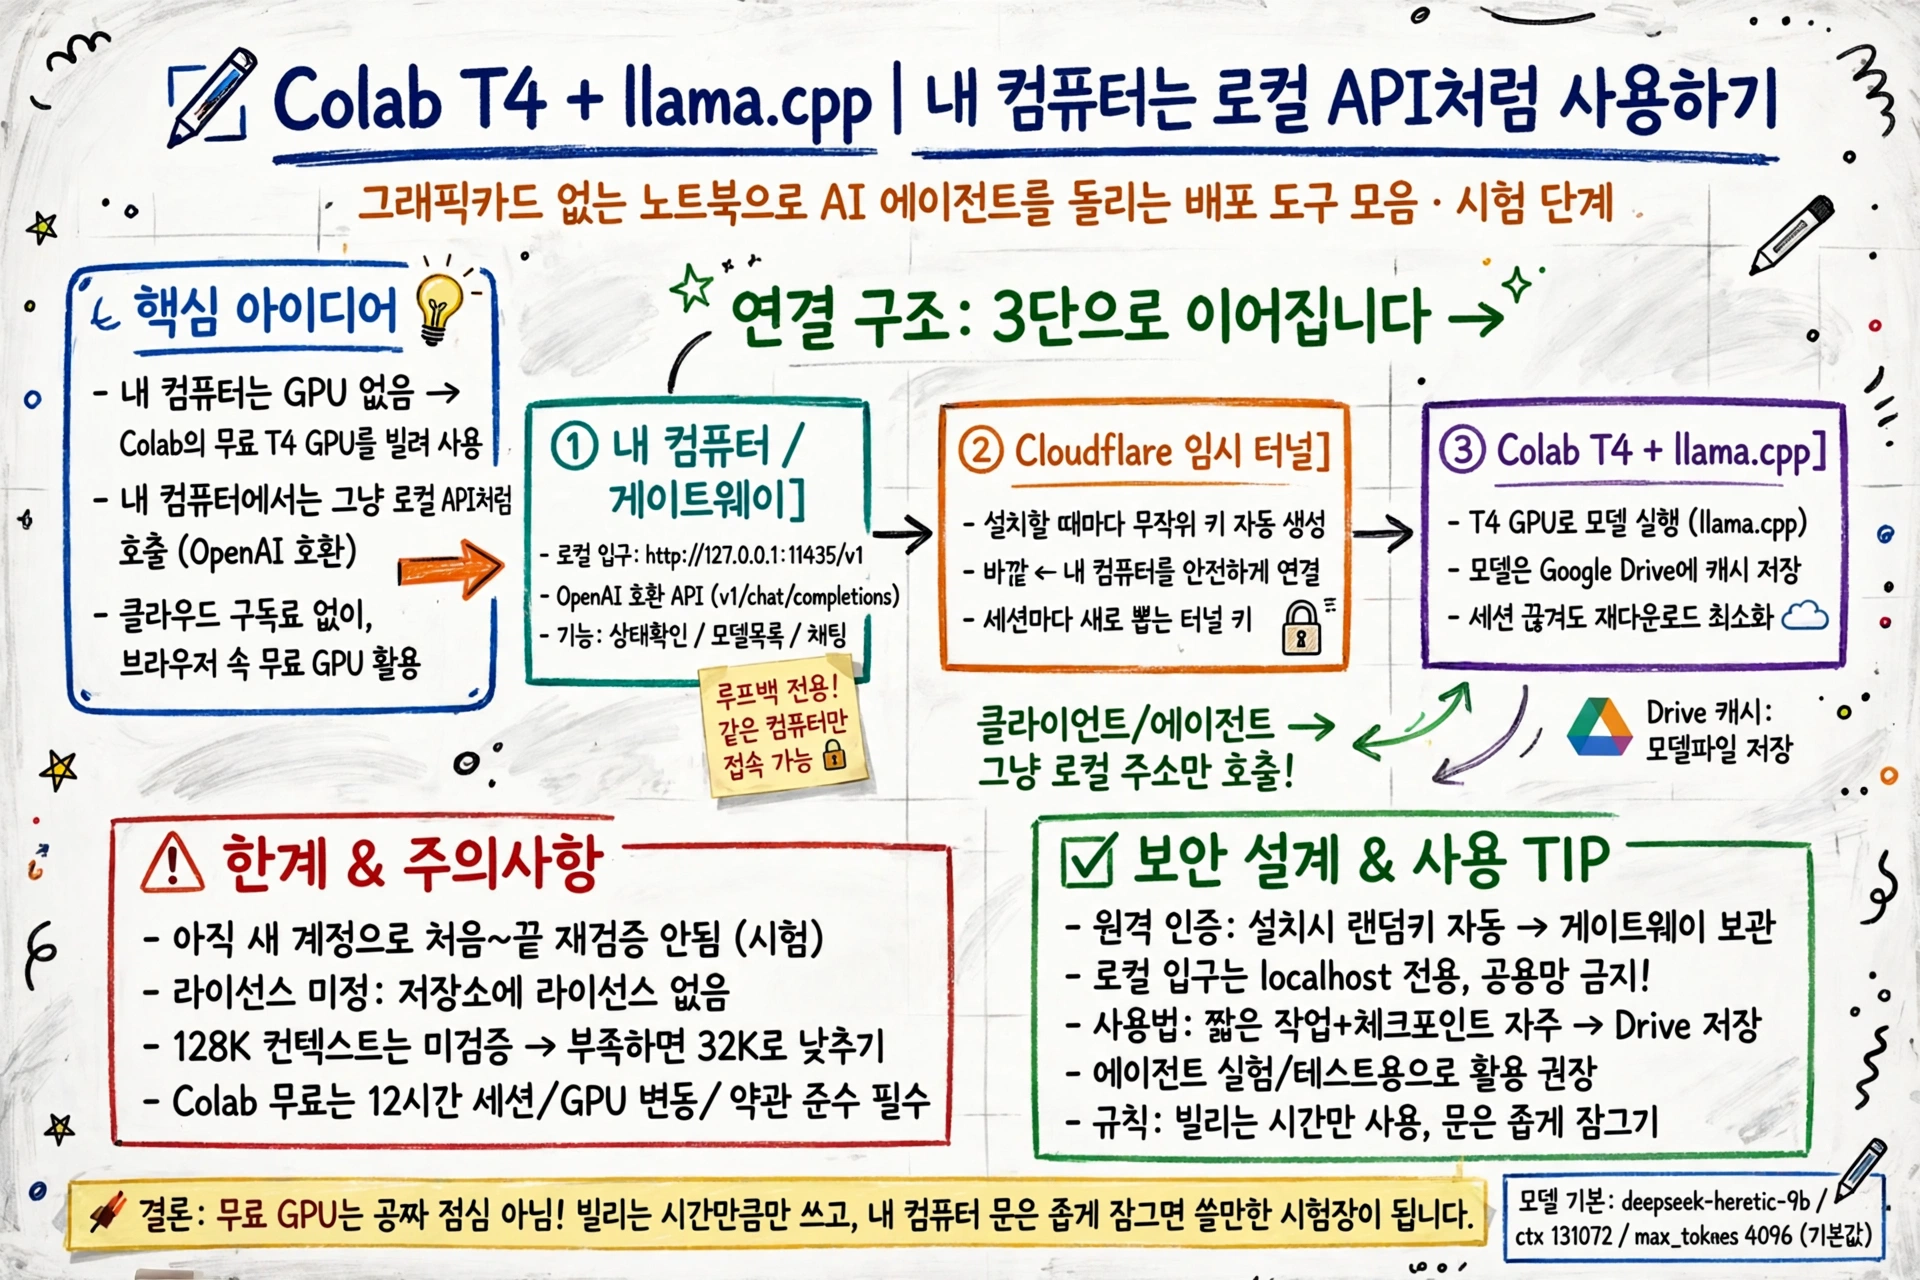 Colab T4 + llama.cpp | 내 컴퓨터는 로컬 API처럼 사용하기
그래픽카드 없는 노트북으로 AI 에이전트를 돌리는 배포 도구 모음 · 시험 단계
핵심 아이디어
- 내 컴퓨터는 GPU 없음 →
Colab의 무료 T4 GPU를 빌려 사용
- 내 컴퓨터에서는 그냥 로컬 API처럼
호출 (OpenAI 호환)
- 클라우드 구독료 없이,
브라우저 속 무료 GPU 활용
연결 구조: 3단으로 이어집니다 →
① 내 컴퓨터 /
게이트웨이]
- 로컬 입구: http://127.0.0.1:11435/v1
- OpenAI 호환 API (v1/chat/completions)
- 기능: 상태확인 / 모델목록 / 채팅
루프백 전용!
같은 컴퓨터만
접속 가능
② Cloudflare 임시 터널]
- 설치할 때마다 무작위 키 자동 생성
- 바깥 ← 내 컴퓨터를 안전하게 연결
- 세션마다 새로 뽑는 터널 키
③ Colab T4 + llama.cpp]
- T4 GPU로 모델 실행 (llama.cpp)
- 모델은 Google Drive에 캐시 저장
- 세션 끊겨도 재다운로드 최소화
클라이언트/에이전트 →
그냥 로컬 주소만 호출!
Drive 캐시:
모델파일 저장
한계 & 주의사항
- 아직 새 계정으로 처음~끝 재검증 안됨 (시험)
- 라이선스 미정: 저장소에 라이선스 없음
- 128K 컨텍스트는 미검증 → 부족하면 32K로 낮추기
- Colab 무료는 12시간 세션/GPU 변동/ 약관 준수 필수
보안 설계 & 사용 TIP
- 원격 인증: 설치시 랜덤키 자동 → 게이트웨이 보관
- 로컬 입구는 localhost 전용, 공용망 금지!
- 사용법: 짧은 작업+체크포인트 자주 → Drive 저장
- 에이전트 실험/테스트용으로 활용 권장
- 규칙: 빌리는 시간만 사용, 문은 좁게 잠그기
결론: 무료 GPU는 공짜 점심 아님! 빌리는 시간만큼만 쓰고, 내 컴퓨터 문은 좁게 잠그면 쓸만한 시험장이 됩니다.
모델 기본: deepseek-heretic-9b /
ctx 131072 / max_toknes 4096 (기본값)